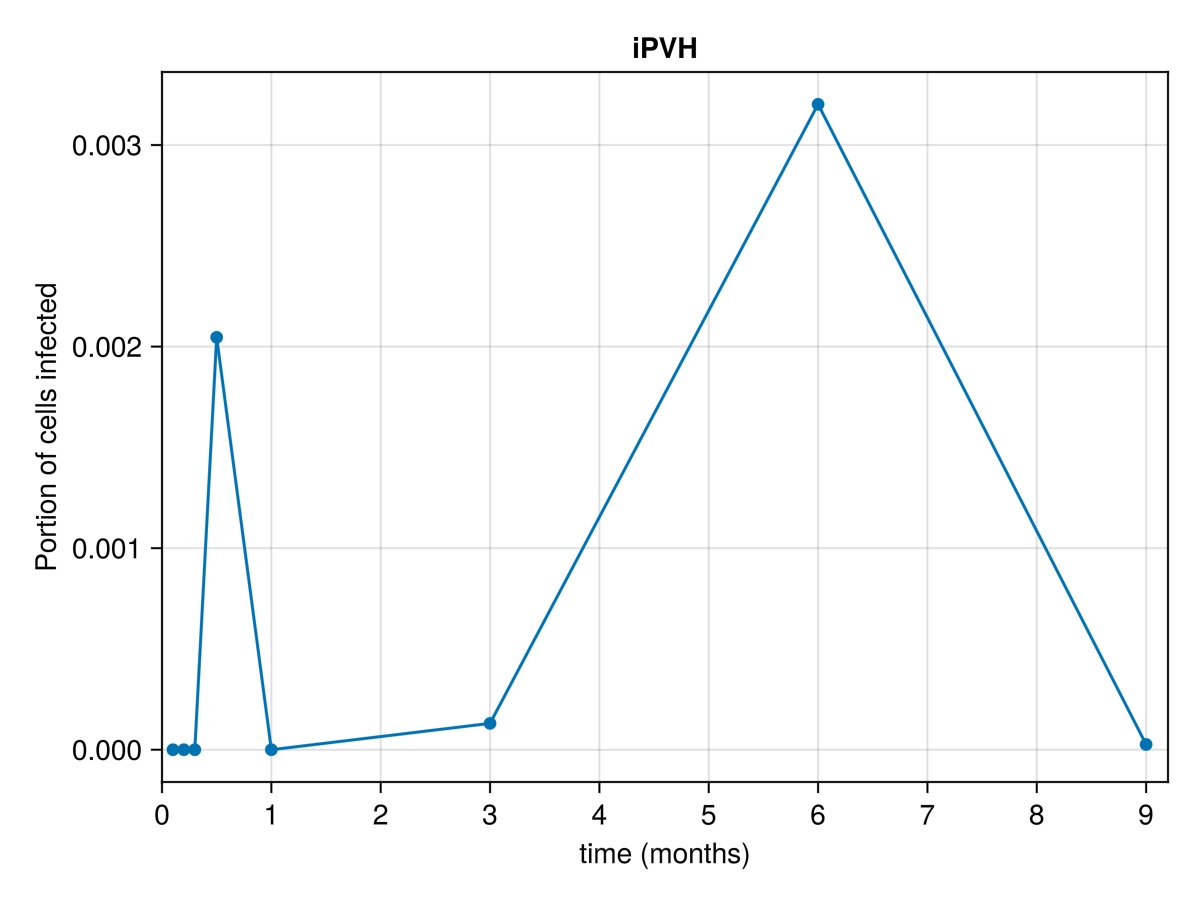 iPVH
0.003
0.002
0.001
0.000
Portion of cells infected
0 1 2 3 4 5 6 7 8 9
time (months)